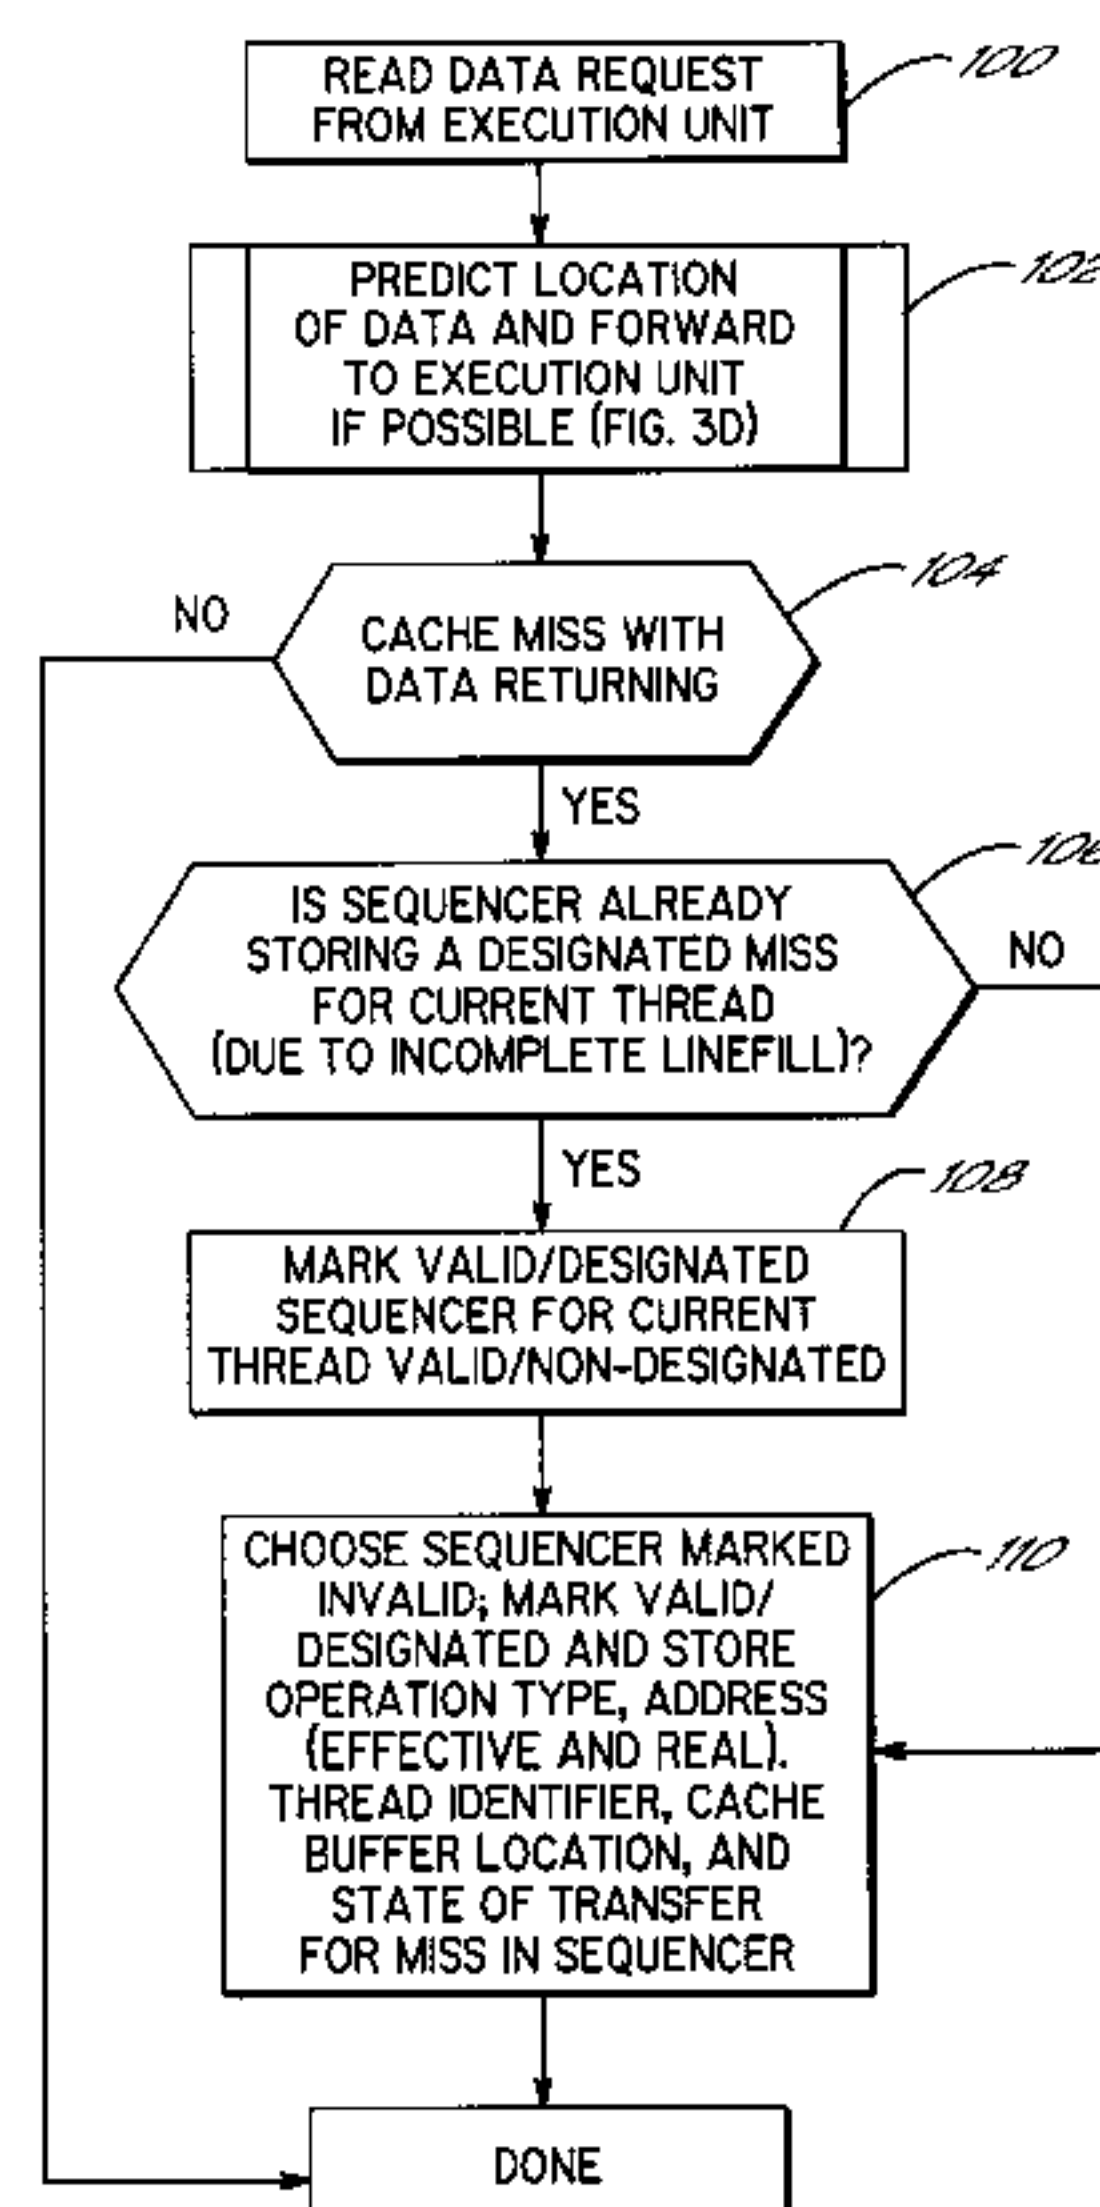 READ DATA REQUEST
FROM EXECUTION UNIT
100
PREDICT LOCATION
OF DATA AND FORWARD
TO EXECUTION UNIT
IF POSSIBLE (FIG. 3D)
102
CACHE MISS WITH
DATA RETURNING
104
NO
YES
IS SEQUENCER ALREADY
STORING A DESIGNATED MISS
FOR CURRENT THREAD
(DUE TO INCOMPLETE LINEFILL)?
106
NO
YES
MARK VALID/DESIGNATED
SEQUENCER FOR CURRENT
THREAD VALID/NON-DESIGNATED
108
CHOOSE SEQUENCER MARKED
INVALID; MARK VALID/
DESIGNATED AND STORE
OPERATION TYPE, ADDRESS
(EFFECTIVE AND REAL).
THREAD IDENTIFIER, CACHE
BUFFER LOCATION, AND
STATE OF TRANSFER
FOR MISS IN SEQUENCER
110
DONE